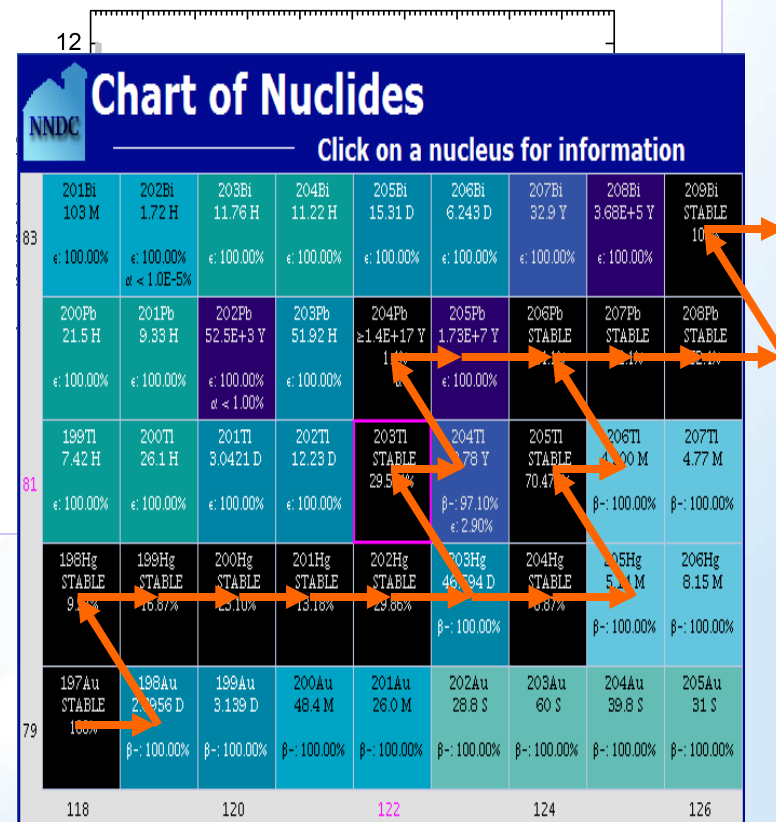 12
NNDC
Chart of Nuclides
Click on a nucleus for information
83
201Bi 202Bi 203Bi 204Bi 205Bi 206Bi 207Bi 208Bi 209Bi
103 M 1.72 H 11.76 H 11.22 H 15.31 D 6.243 D 32.9 Y 3.68E+5 Y STABLE
ϵ: 100.00% ϵ: 100.00% ϵ: 100.00% ϵ: 100.00% ϵ: 100.00% ϵ: 100.00% ϵ: 100.00% ϵ: 100.00%
α < 1.0E-5%
200Pb 201Pb 202Pb 203Pb 204Pb 205Pb 206Pb 207Pb 208Pb
21.5 H 9.33 H 52.5E+3 Y 51.92 H ≥1.4E+17 Y 1.73E+7 Y STABLE STABLE STABLE
ϵ: 100.00% ϵ: 100.00% ϵ: 100.00% ϵ: 100.00% ϵ: 100.00%
α < 1.00%
81
199Tl 200Tl 201Tl 202Tl 203Tl 204Tl 205Tl 206Tl 207Tl
7.42 H 26.1 H 3.0421 D 12.23 D STABLE STABLE 4.77 M
ϵ: 100.00% ϵ: 100.00% ϵ: 100.00% ϵ: 100.00% β-: 97.10% β-: 100.00% β-: 100.00%
ϵ: 2.90%
198Hg 199Hg 200Hg 201Hg 202Hg 203Hg 204Hg 205Hg 206Hg
STABLE STABLE STABLE STABLE STABLE STABLE 8.15 M
16.87% 23.10% 13.18% 29.86%
β-: 100.00% β-: 100.00% β-: 100.00%
79
197Au 198Au 199Au 200Au 201Au 202Au 203Au 204Au 205Au
STABLE 3.139 D 48.4 M 26.0 M 28.8 S 60 S 39.8 S 31 S
100%
β-: 100.00% β-: 100.00% β-: 100.00% β-: 100.00% β-: 100.00% β-: 100.00% β-: 100.00% β-: 100.00%
118 120 122 124 126